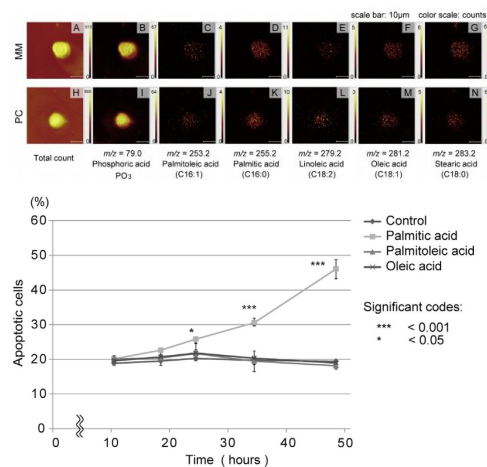 scale bar: 10μm color scale: counts
MM
A B C D E F G
PC
H I J K L M N
Total count
m/z = 79.0
Phosphoric acid
PO3
m/z = 253.2
Palmitoleic acid
(C16:1)
m/z = 255.2
Palmitic acid
(C16:0)
m/z = 279.2
Linoleic acid
(C18:2)
m/z = 281.2
Oleic acid
(C18:1)
m/z = 283.2
Stearic acid
(C18:0)
(%)
60
50
40
30
20
10
0
Apoptotic cells
0 10 20 30 40 50
Time ( hours )
*
***
***
Control
Palmitic acid
Palmitoleic acid
Oleic acid
Significant codes:
*** < 0.001
* < 0.05